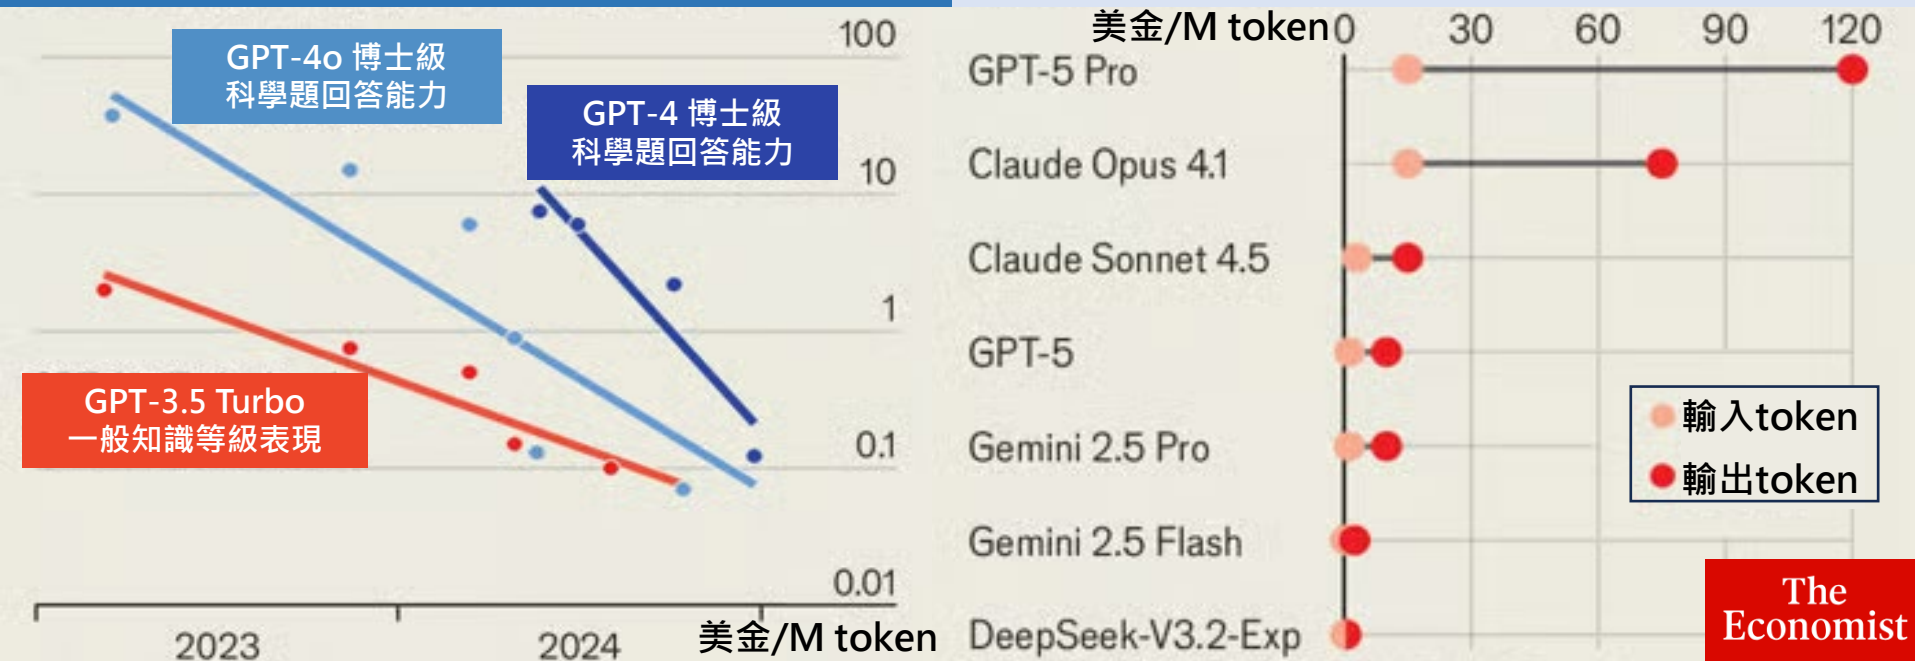 100
GPT-4o 博士級
科學題回答能力
GPT-4 博士級
科學題回答能力
10
1
GPT-3.5 Turbo
一般知識等級表現
0.1
0.01
2023
2024
美金/M token
美金/M token
0
30
60
90
120
GPT-5 Pro
Claude Opus 4.1
Claude Sonnet 4.5
GPT-5
Gemini 2.5 Pro
Gemini 2.5 Flash
DeepSeek-V3.2-Exp
輸入token
輸出token
The
Economist